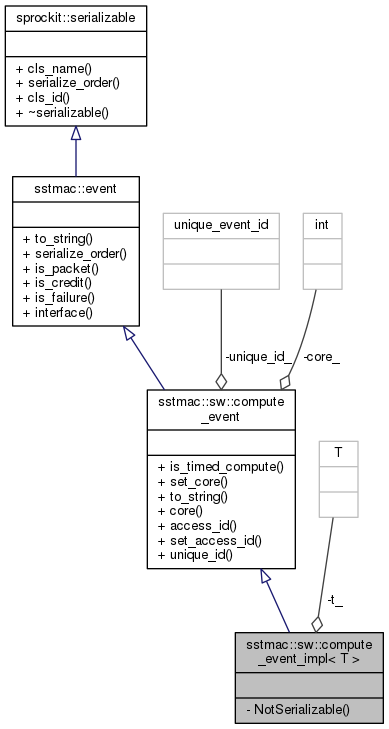 sprockit::serializable
+ cls_name()
+ serialize_order()
+ cls_id()
+ ~serializable()
sstmac::event
+ to_string()
+ serialize_order()
+ is_packet()
+ is_credit()
+ is_failure()
+ interface()
unique_event_id
int
-unique_id_
-core_
sstmac::sw::compute
_event
+ is_timed_compute()
+ set_core()
+ to_string()
+ core()
+ access_id()
+ set_access_id()
+ unique_id()
T
-t_
sstmac::sw::compute
_event_impl< T >
- NotSerializable()